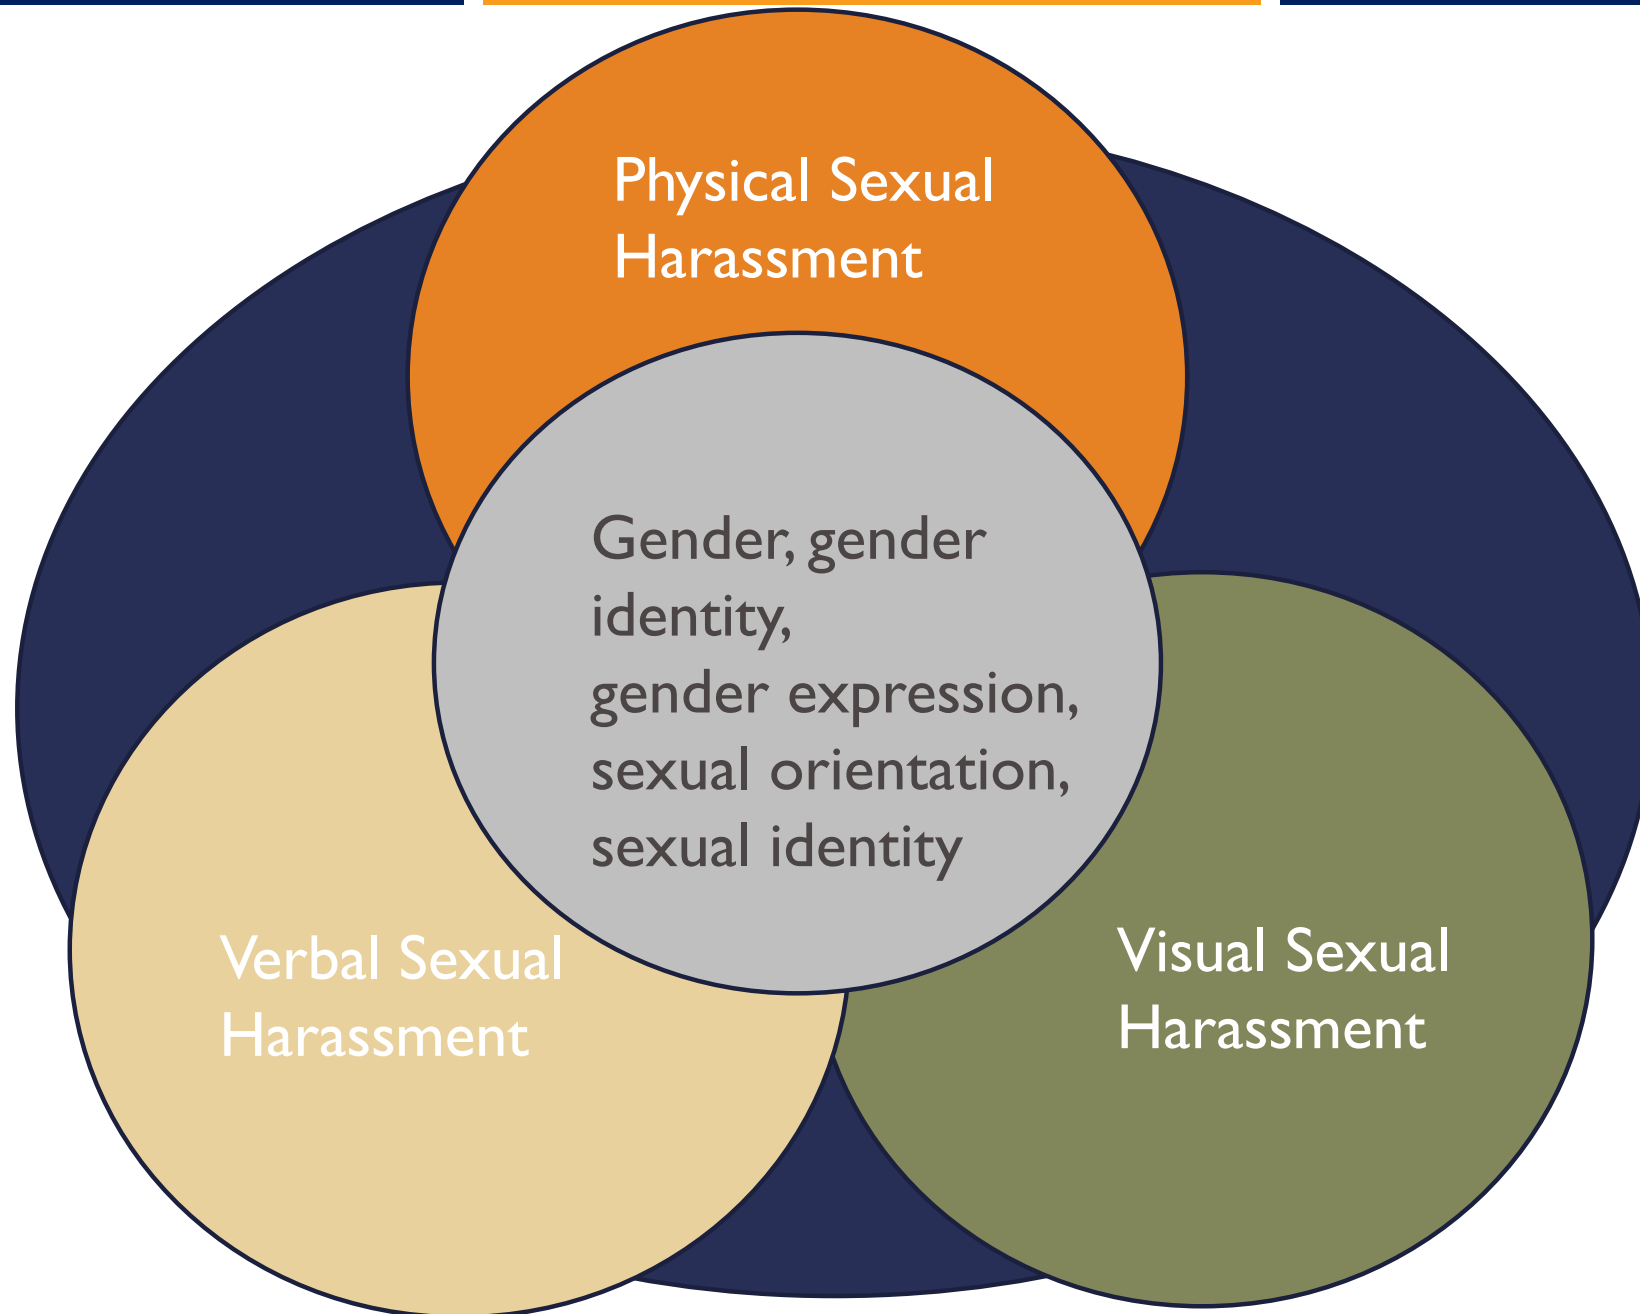 Physical Sexual
Harassment
Gender, gender
identity,
gender expression,
sexual orientation,
sexual identity
Verbal Sexual
Harassment
Visual Sexual
Harassment